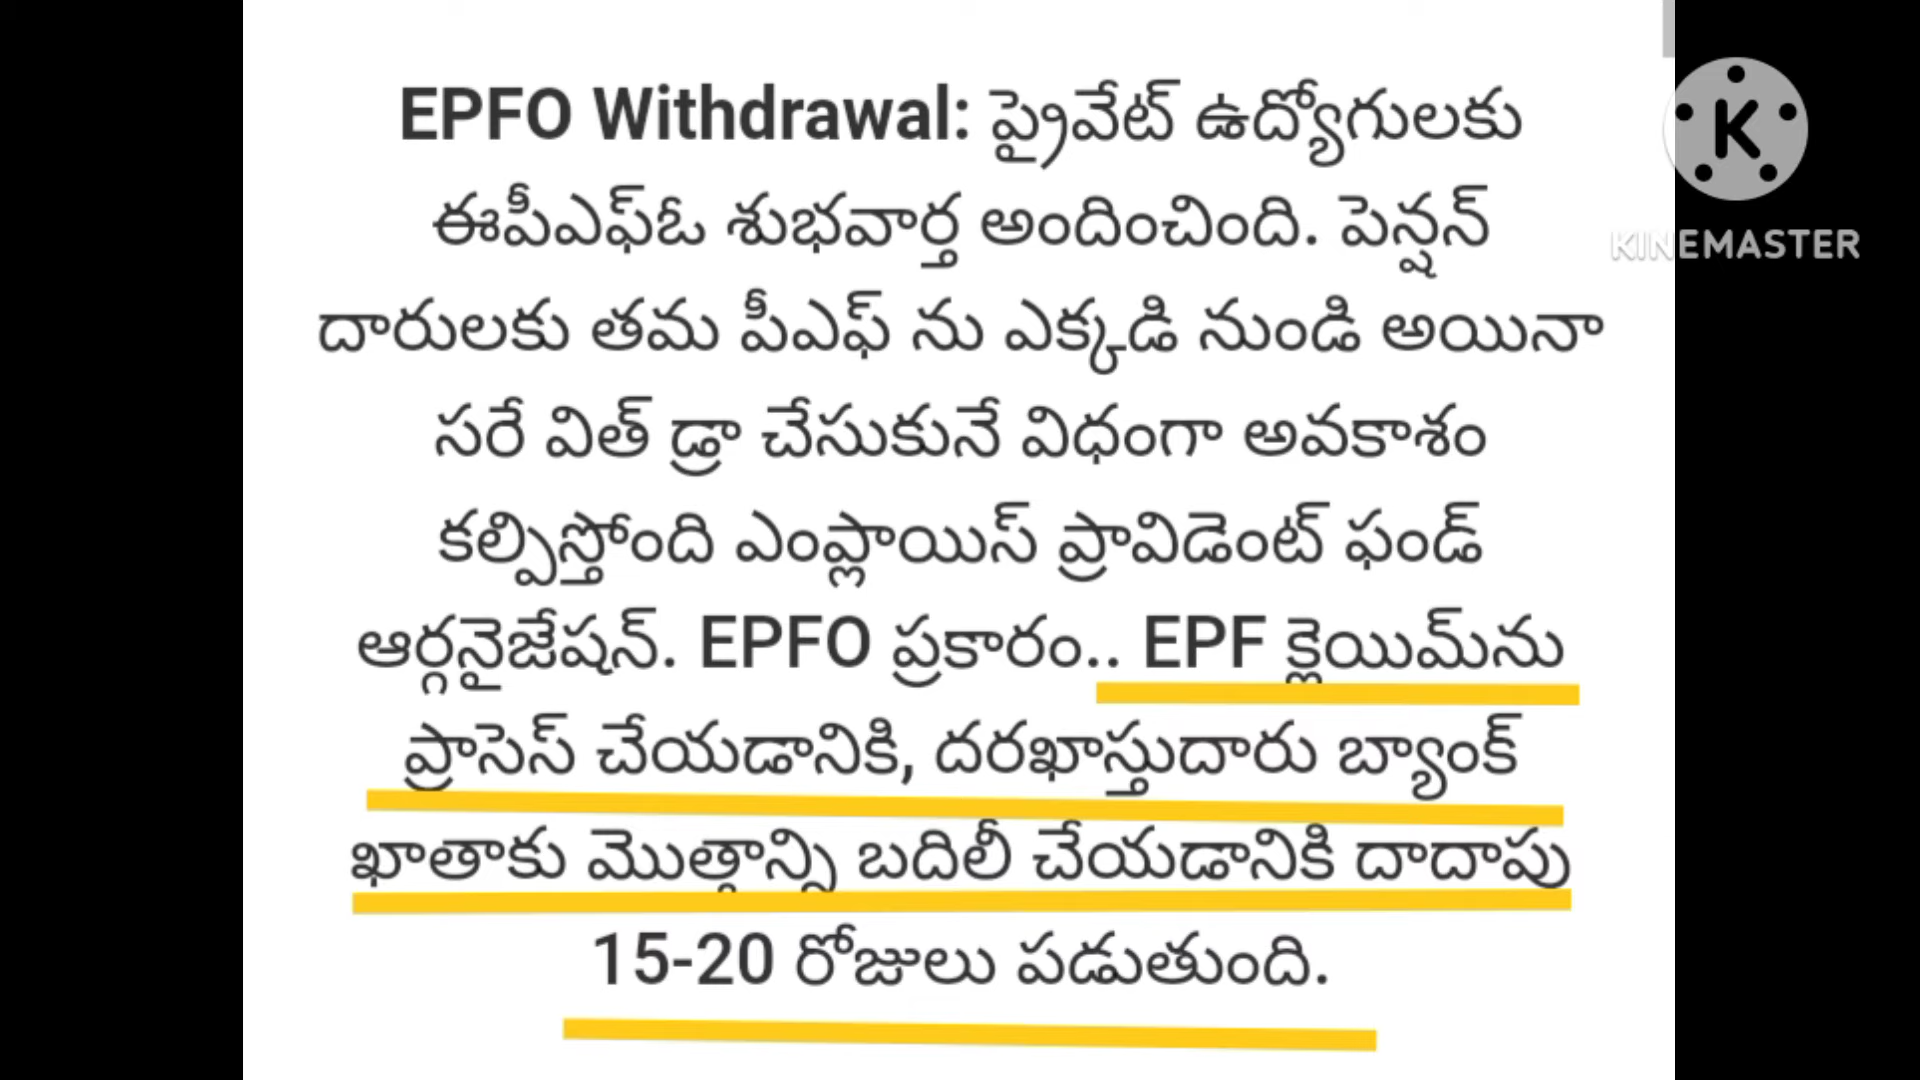 EPFO Withdrawal: ప్రైవేట్ ఉద్యోగులకు
ఈపీఎఫ్ఓ శుభవార్త అందించింది. పెన్షన్
దారులకు తమ పీఎఫ్ ను ఎక్కడి నుండి అయినా
సరే విత్ డ్రా చేసుకునే విధంగా అవకాశం
కల్పిస్తోంది ఎంప్లాయిస్ ప్రావిడెంట్ ఫండ్
ఆర్గనైజేషన్. EPFO ప్రకారం.. EPF క్లెయిమ్‌ను
ప్రాసెస్ చేయడానికి, దరఖాస్తుదారు బ్యాంక్
ఖాతాకు మొత్తాన్ని బదిలీ చేయడానికి దాదాపు
15-20 రోజులు పడుతుంది.
K
KINEMASTER